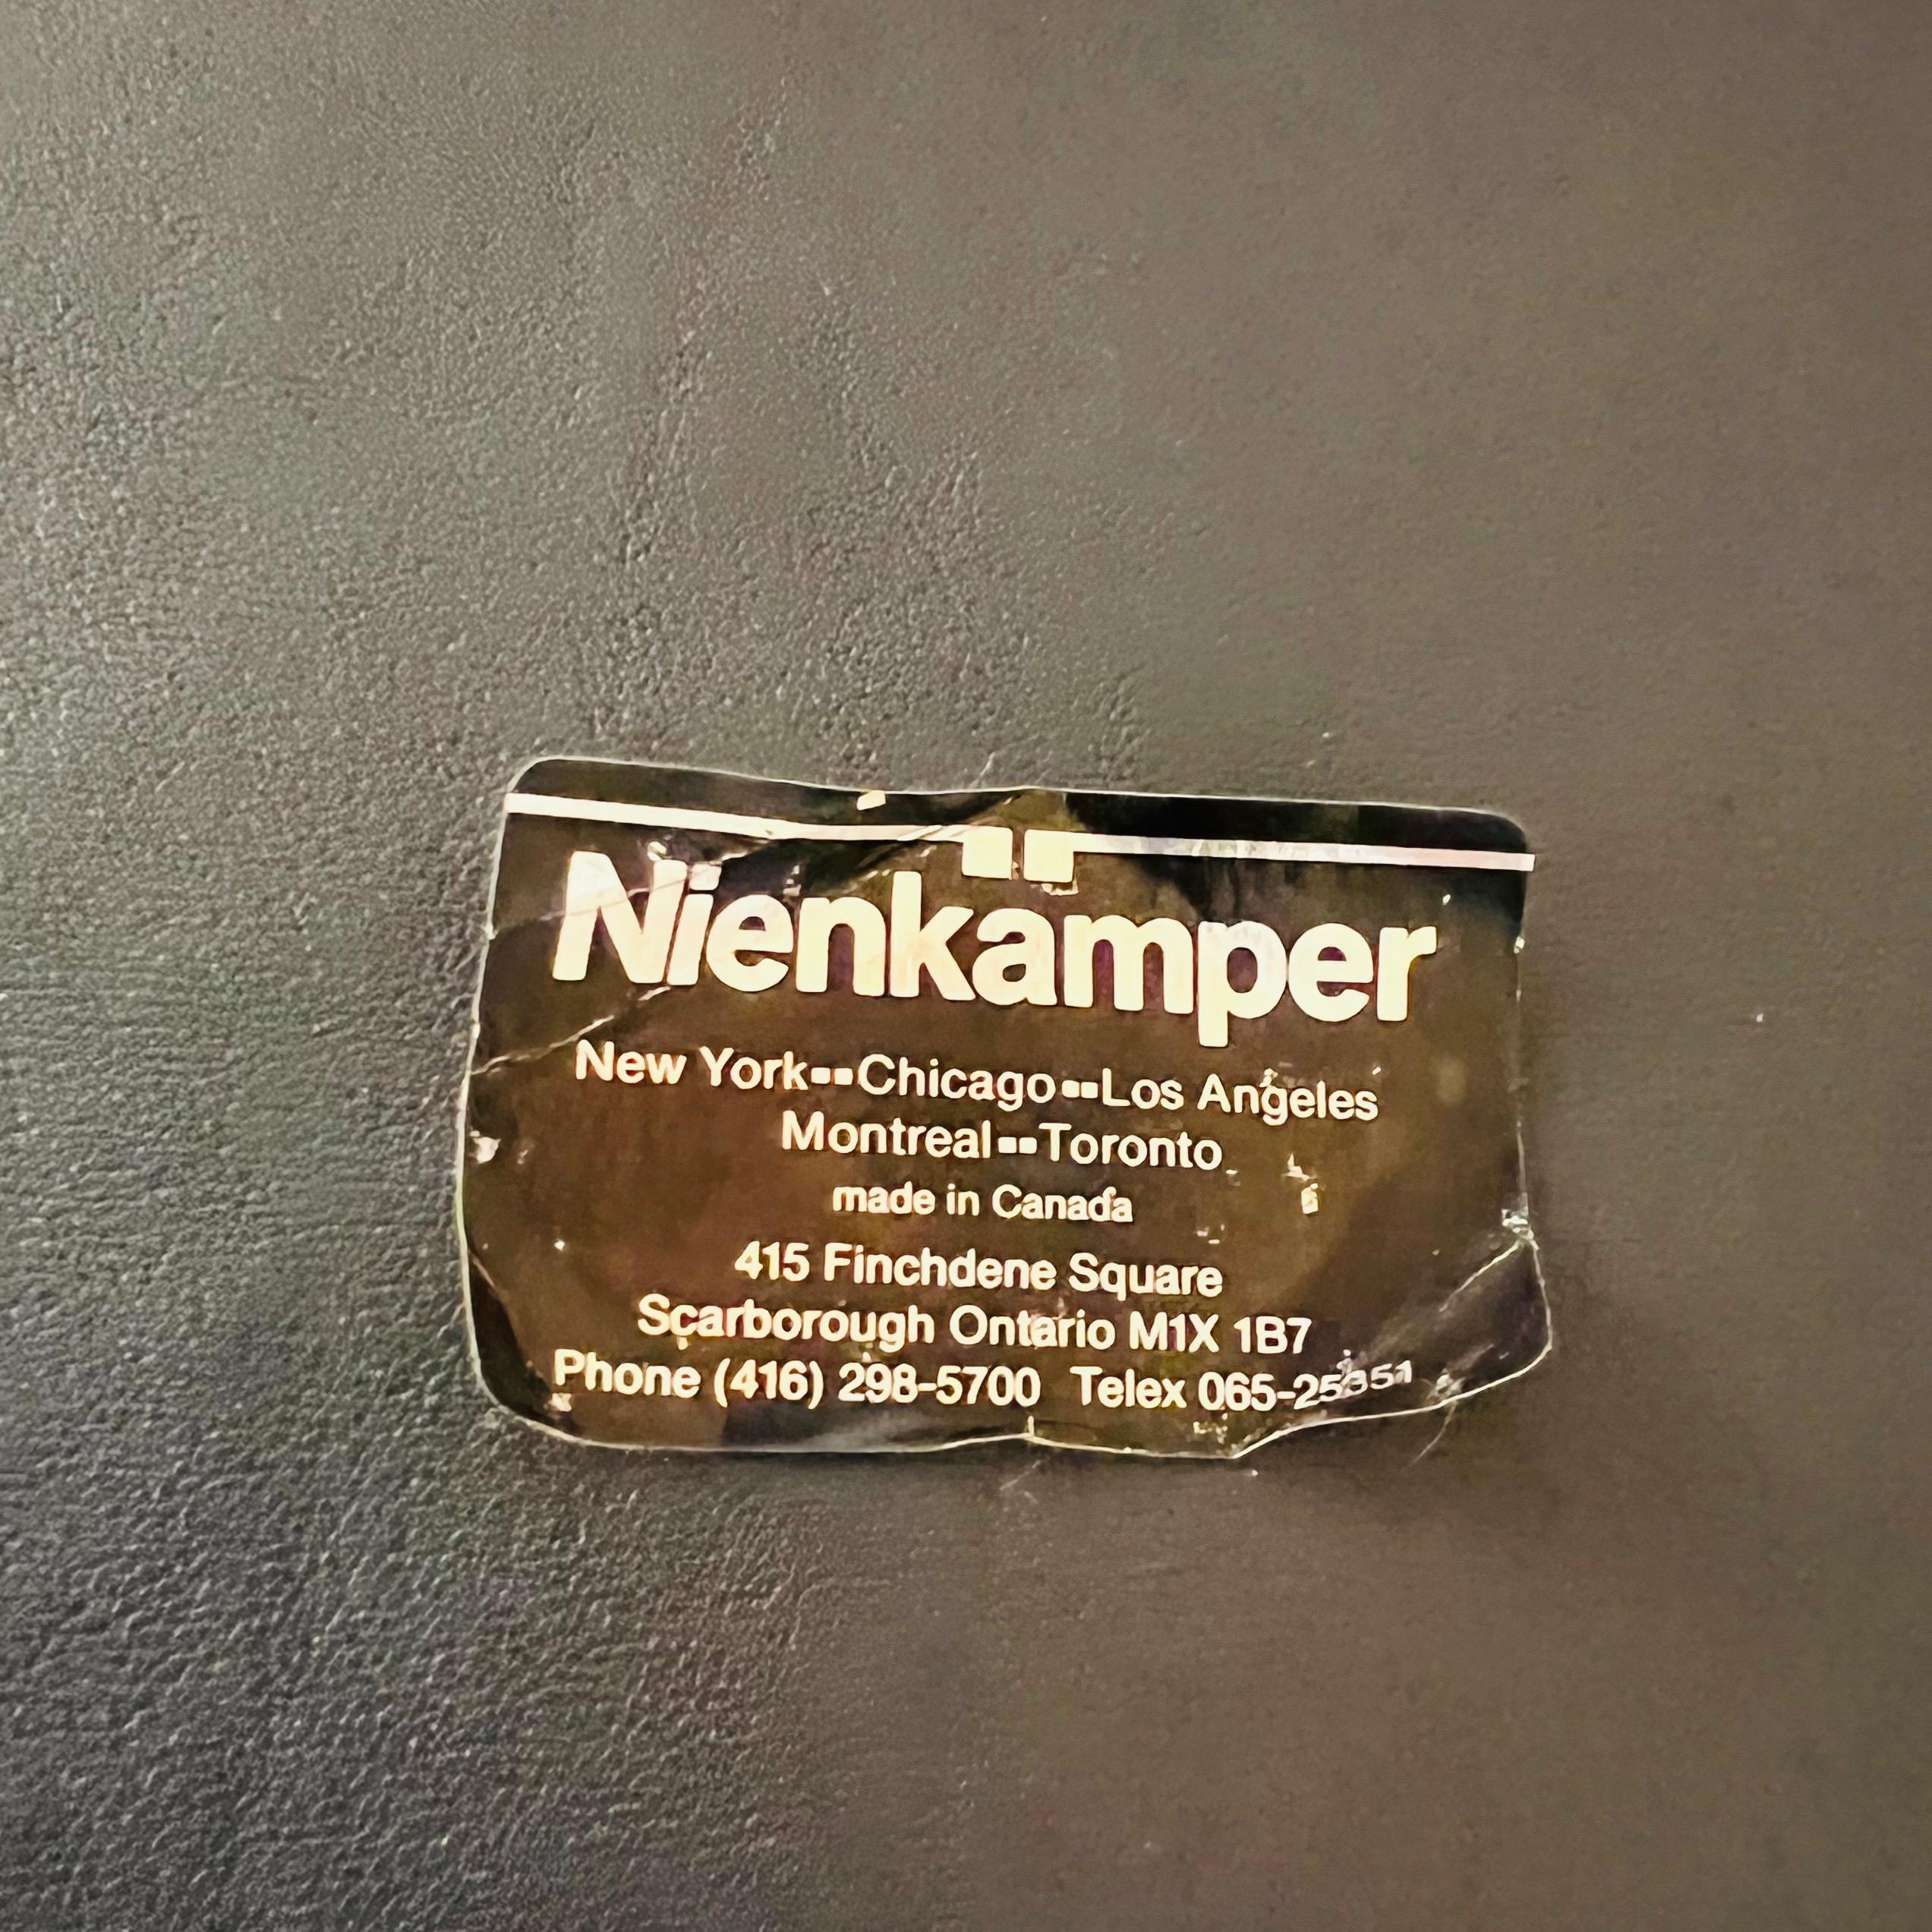 Nienkämper
New York▪▪Chicago▪▪Los Angeles
Montreal▪▪Toronto
made in Canada
415 Finchdene Square
Scarborough Ontario M1X 1B7
Phone (416) 298-5700 Telex